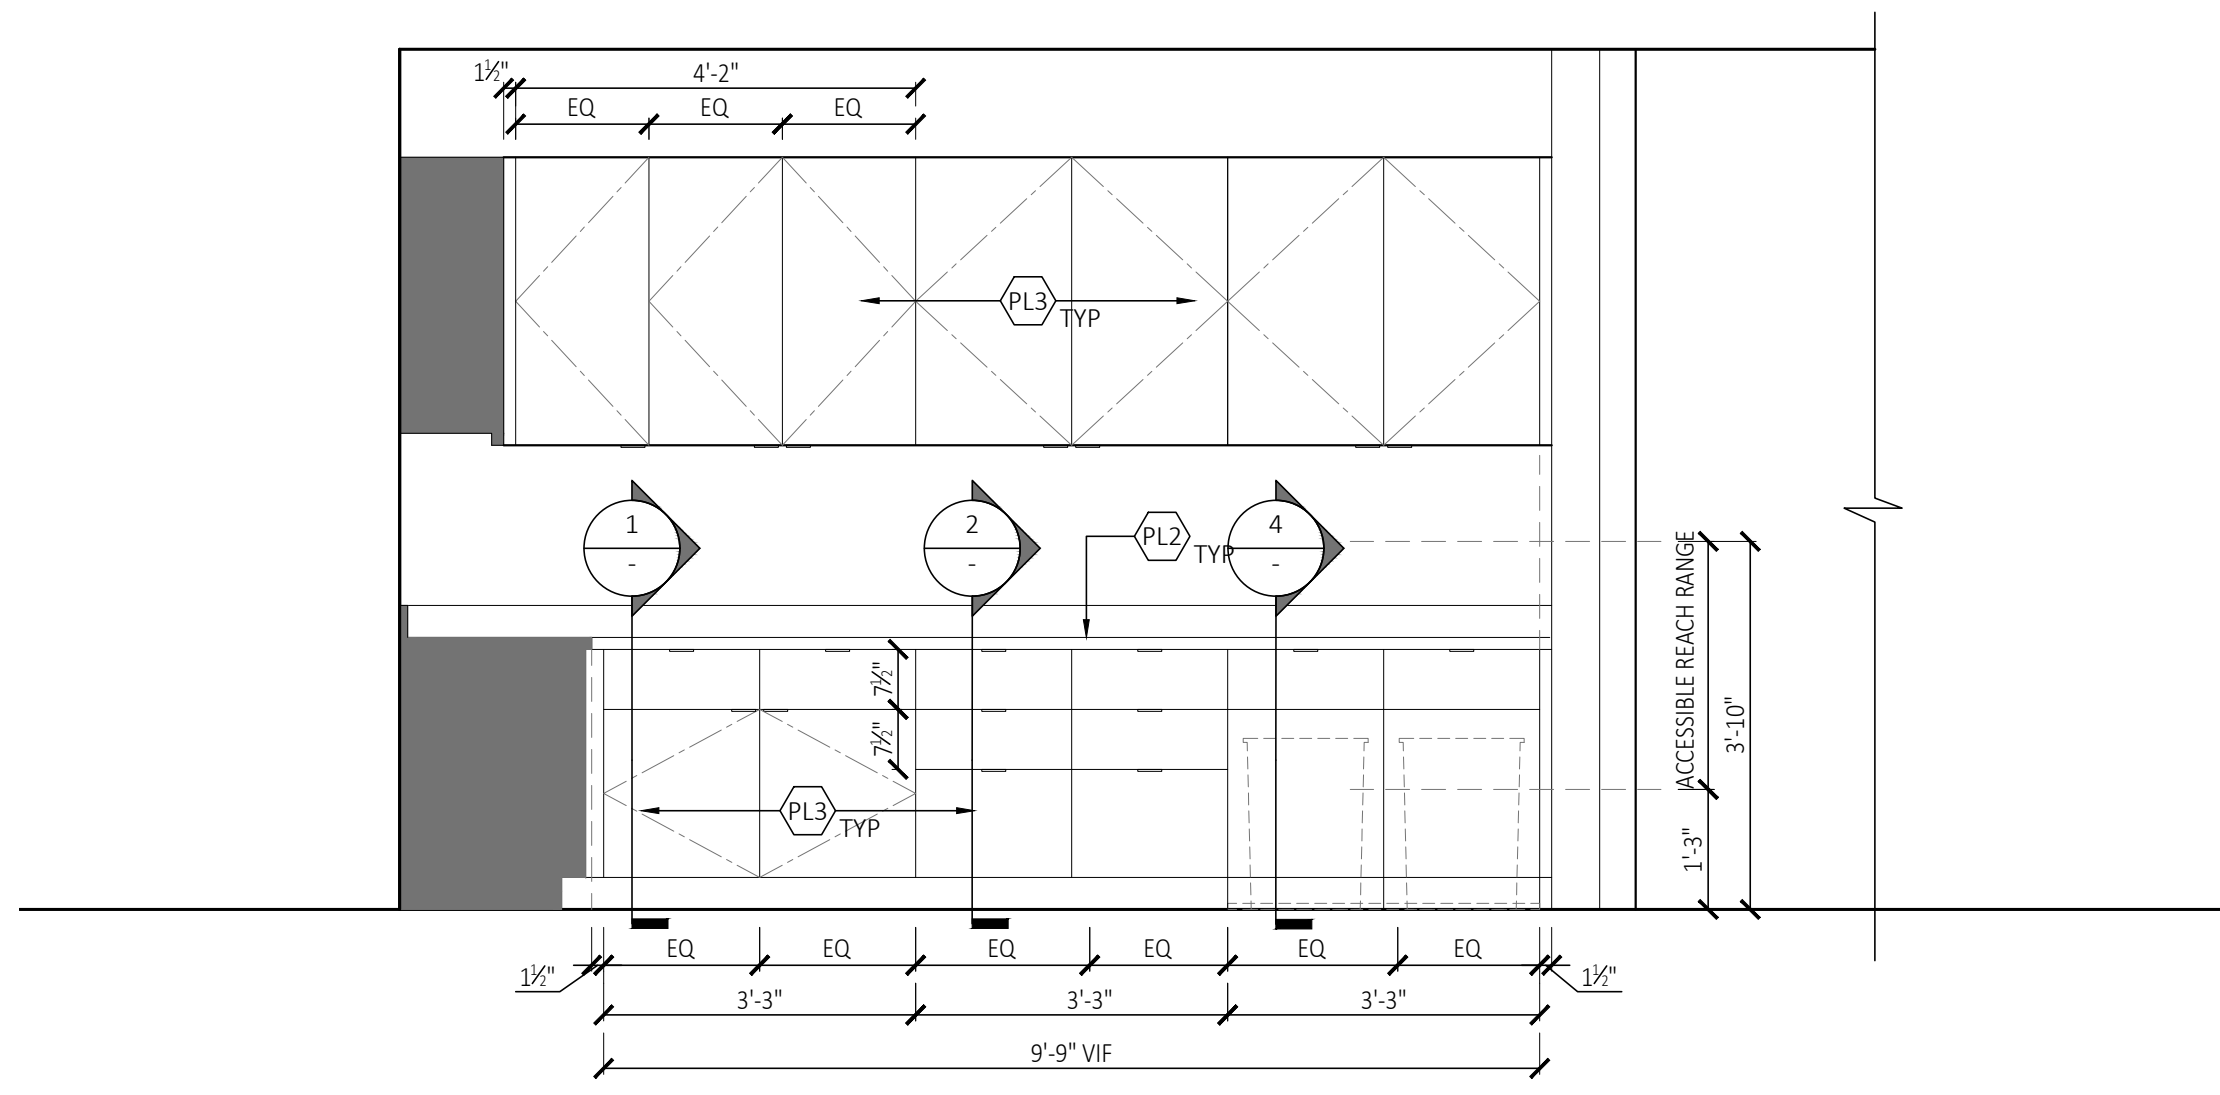 1½" 4'-2"
EQ EQ EQ
PL3 TYP
1 2 4
- - -
PL2 TYP
ACCESSIBLE REACH RANGE
7½"
7½"
3'-10"
1'-3"
PL3 TYP
EQ EQ EQ EQ EQ EQ
1½" 1½"
3'-3" 3'-3" 3'-3"
9'-9" VIF